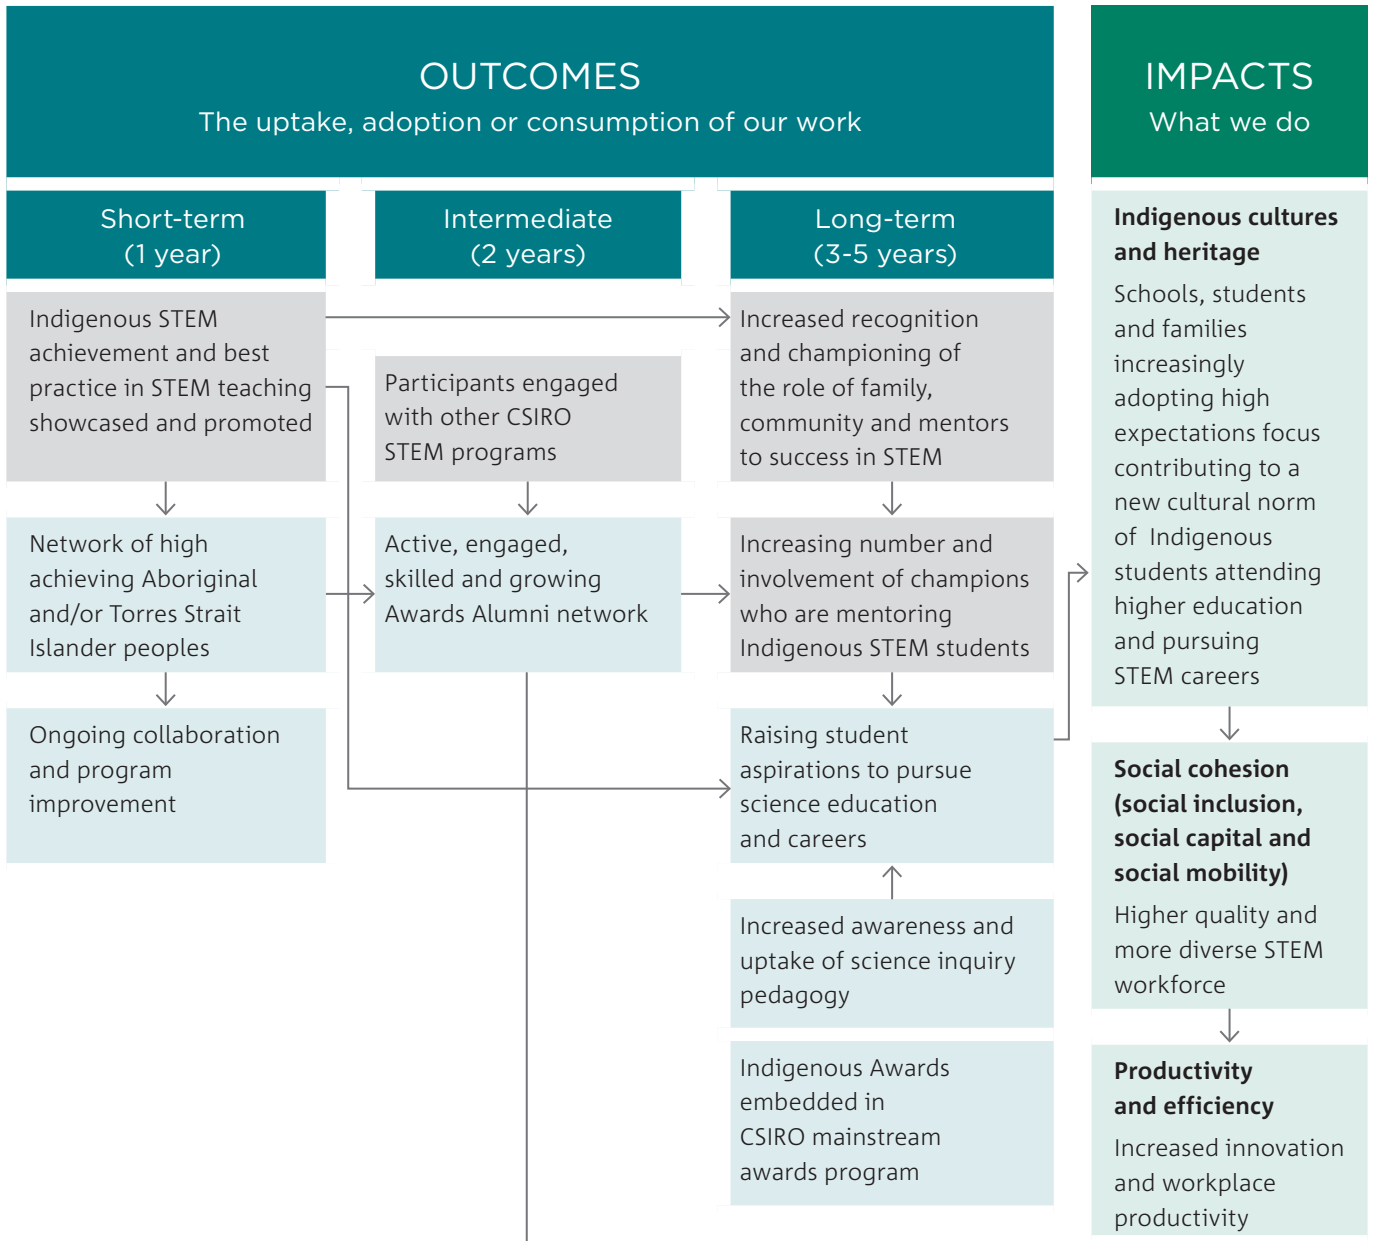 OUTCOMES
The uptake, adoption or consumption of our work
IMPACTS
What we do
Short-term
(1 year)
Intermediate
(2 years)
Long-term
(3-5 years)
Indigenous STEM
achievement and best
practice in STEM teaching
showcased and promoted
Network of high
achieving Aboriginal
and/or Torres Strait
Islander peoples
Ongoing collaboration
and program
improvement
Participants engaged
with other CSIRO
STEM programs
Active, engaged,
skilled and growing
Awards Alumni network
Increased recognition
and championing of
the role of family,
community and mentors
to success in STEM
Increasing number and
involvement of champions
who are mentoring
Indigenous STEM students
Raising student
aspirations to pursue
science education
and careers
Increased awareness and
uptake of science inquiry
pedagogy
Indigenous Awards
embedded in
CSIRO mainstream
awards program
Indigenous cultures
and heritage
Schools, students
and families
increasingly
adopting high
expectations focus
contributing to a
new cultural norm
of Indigenous
students attending
higher education
and pursuing
STEM careers
Social cohesion
(social inclusion,
social capital and
social mobility)
Higher quality and
more diverse STEM
workforce
Productivity
and efficiency
Increased innovation
and workplace
productivity